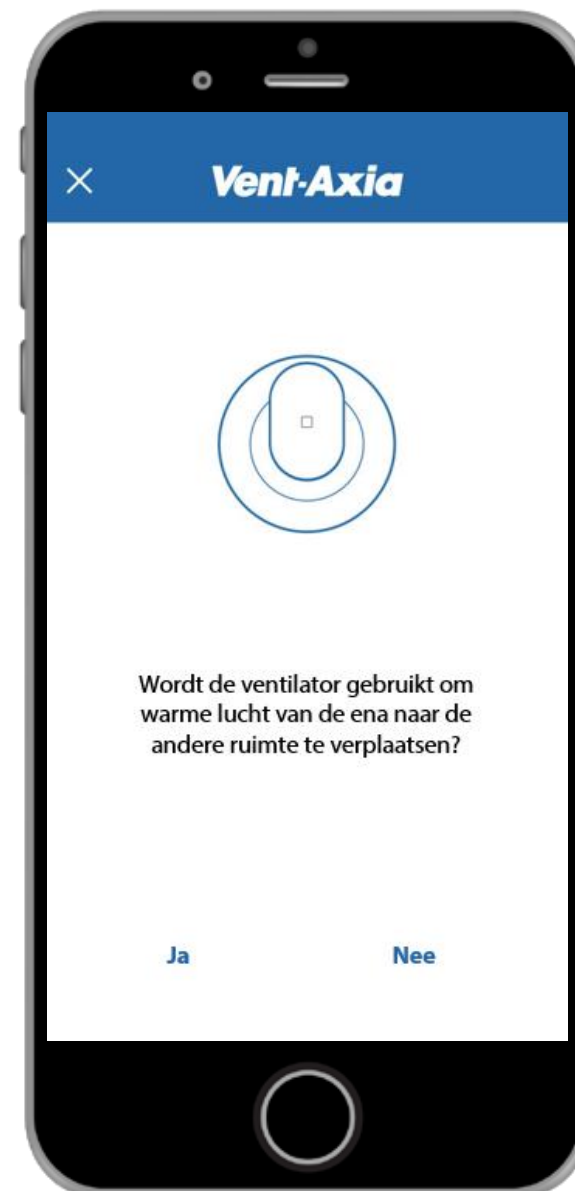 Vent-Axia
Wordt de ventilator gebruikt om
warme lucht van de ena naar de
andere ruimte te verplaatsen?
Ja Nee